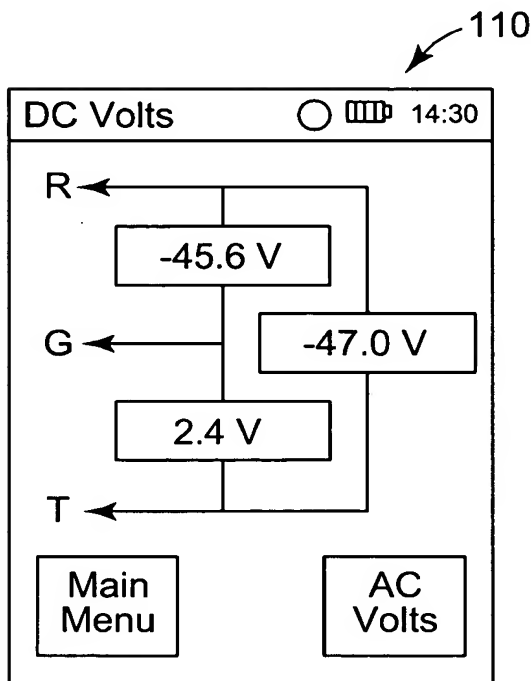 110
DC Volts 14:30
R
-45.6 V
G
-47.0 V
2.4 V
T
Main
Menu
AC
Volts